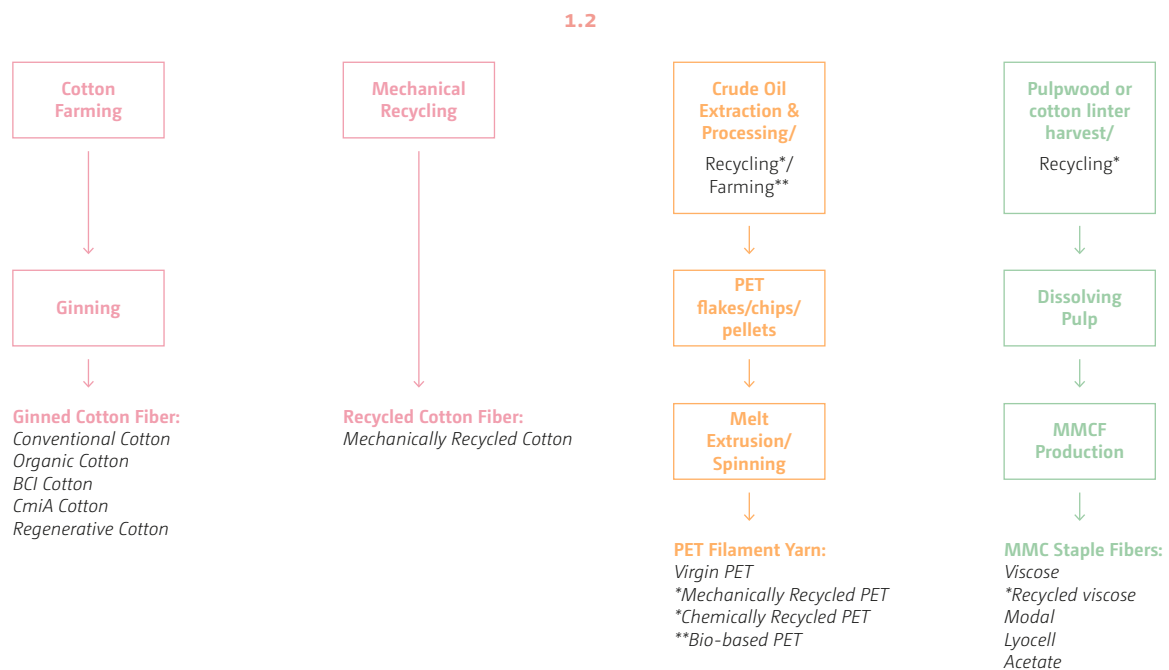 1.2
Cotton
Farming
Ginning
Ginned Cotton Fiber:
Conventional Cotton
Organic Cotton
BCI Cotton
CmiA Cotton
Regenerative Cotton
Mechanical
Recycling
Recycled Cotton Fiber:
Mechanically Recycled Cotton
Crude Oil
Extraction &
Processing/
Recycling*/
Farming**
PET
flakes/chips/
pellets
Melt
Extrusion/
Spinning
PET Filament Yarn:
Virgin PET
*Mechanically Recycled PET
*Chemically Recycled PET
**Bio-based PET
Pulpwood or
cotton linter
harvest/
Recycling*
Dissolving
Pulp
MMCF
Production
MMC Staple Fibers:
Viscose
*Recycled viscose
Modal
Lyocell
Acetate